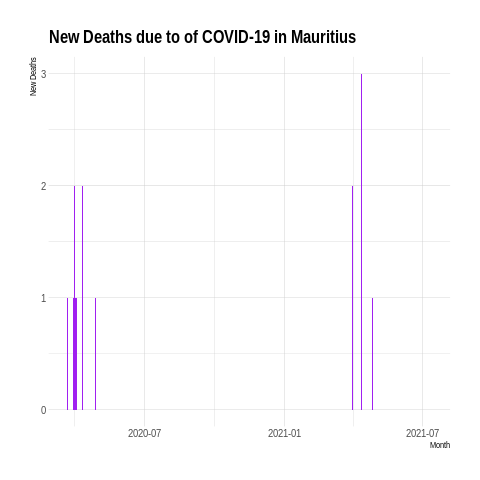 New Deaths due to of COVID-19 in Mauritius
New Deaths
3
2
1
0
2020-07
2021-01
2021-07
Month